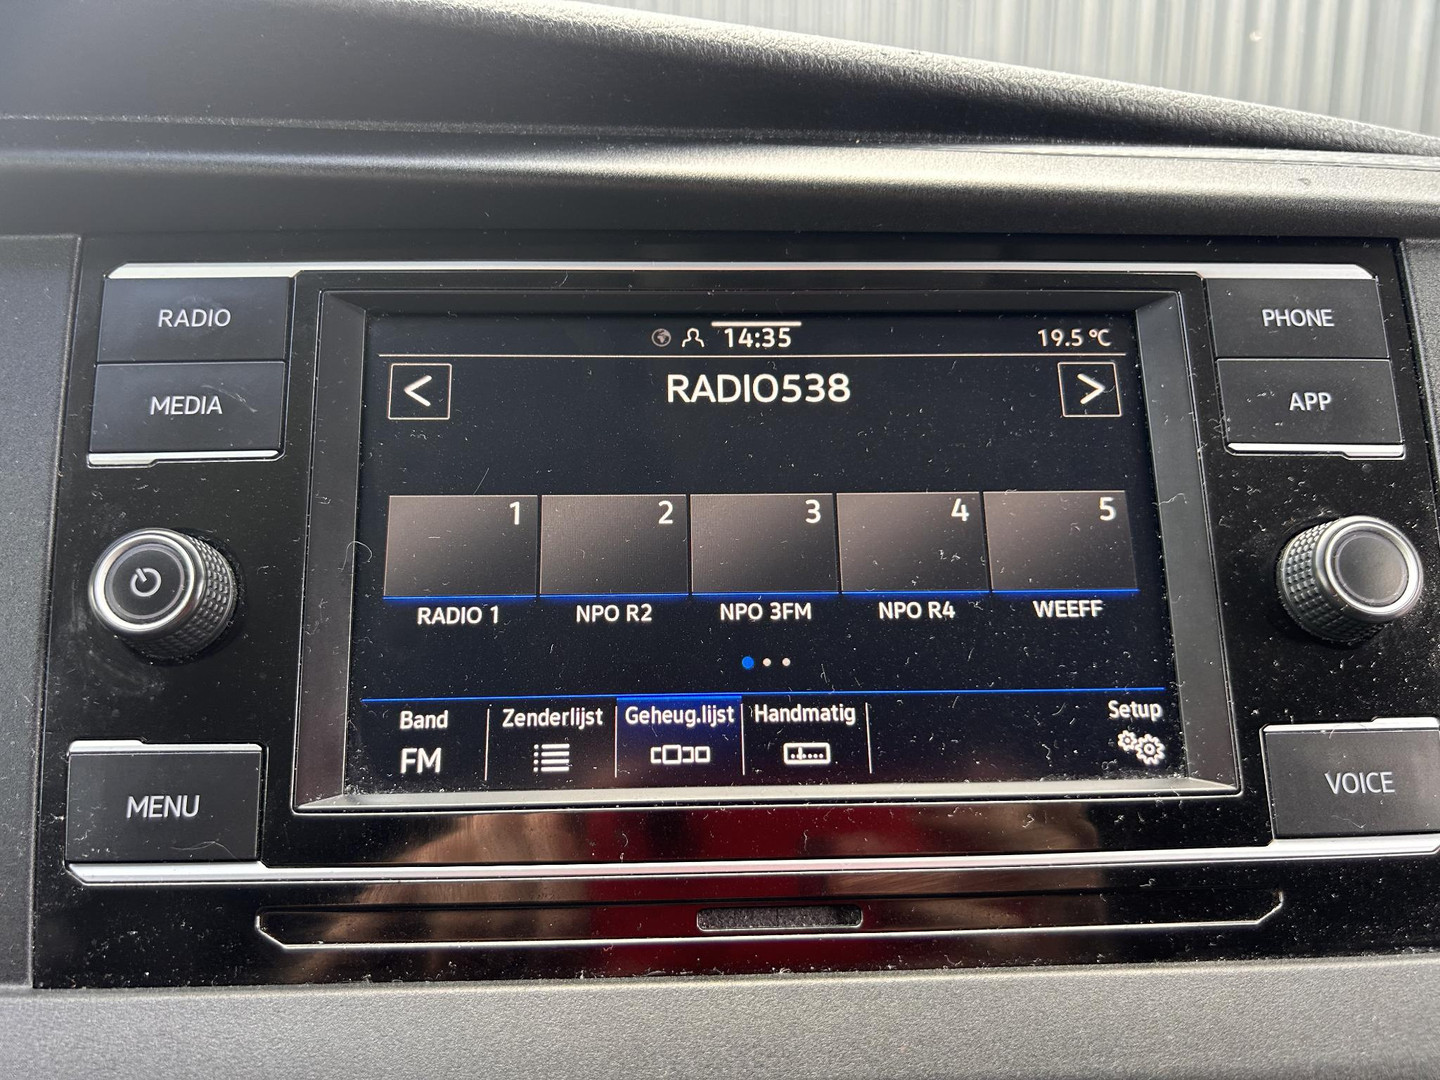 RADIO
MEDIA
MENU
14:35
19.5 °C
<
RADIO538
>
1
2
3
4
5
RADIO 1
NPO R2
NPO 3FM
NPO R4
WEEFF
Band
FM
Zenderlijst
Geheug.lijst
Handmatig
Setup
PHONE
APP
VOICE